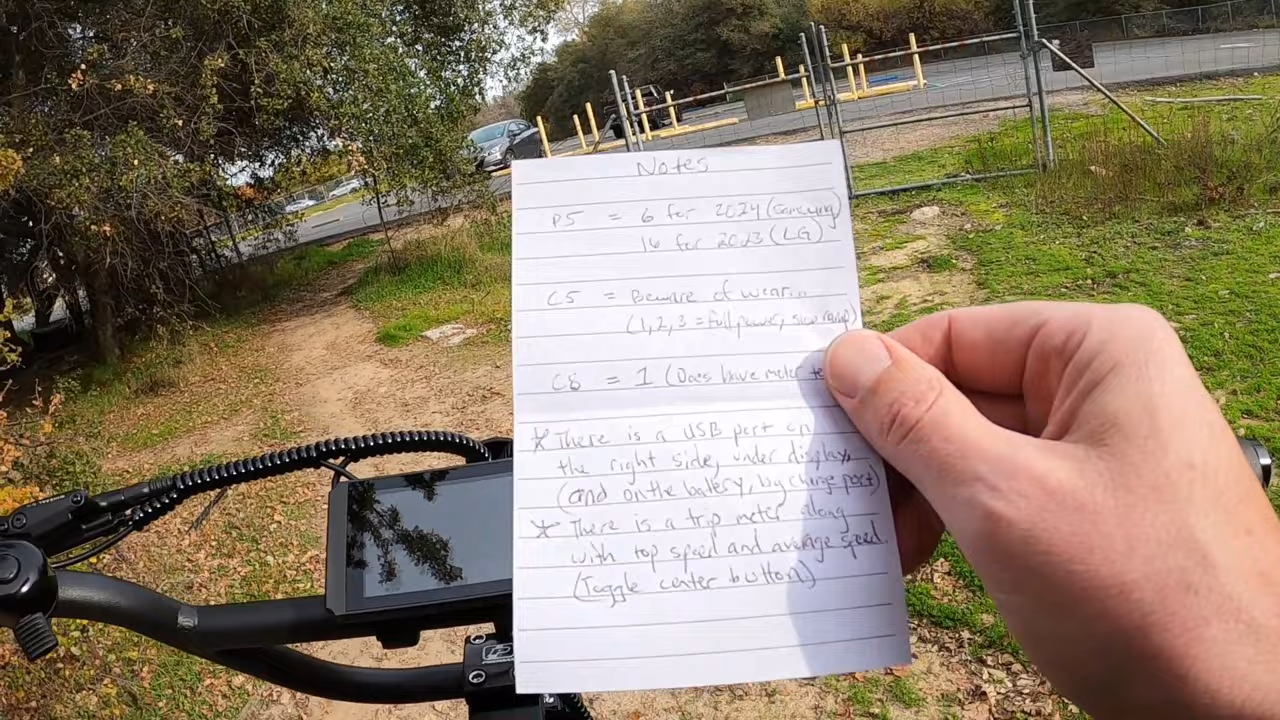 Notes
P5 = 6 for 2024 (Samsung)
16 for 2023 (LG)
C5 = Beware of wear...
(1,2,3 = full power, slow ramp)
C8 = 1 (Does have motor te
* There is a USB port on
the right side, under display,
(and on the battery, by charge port)
* There is a trip meter along
with top speed and average speed.
(Toggle center button)